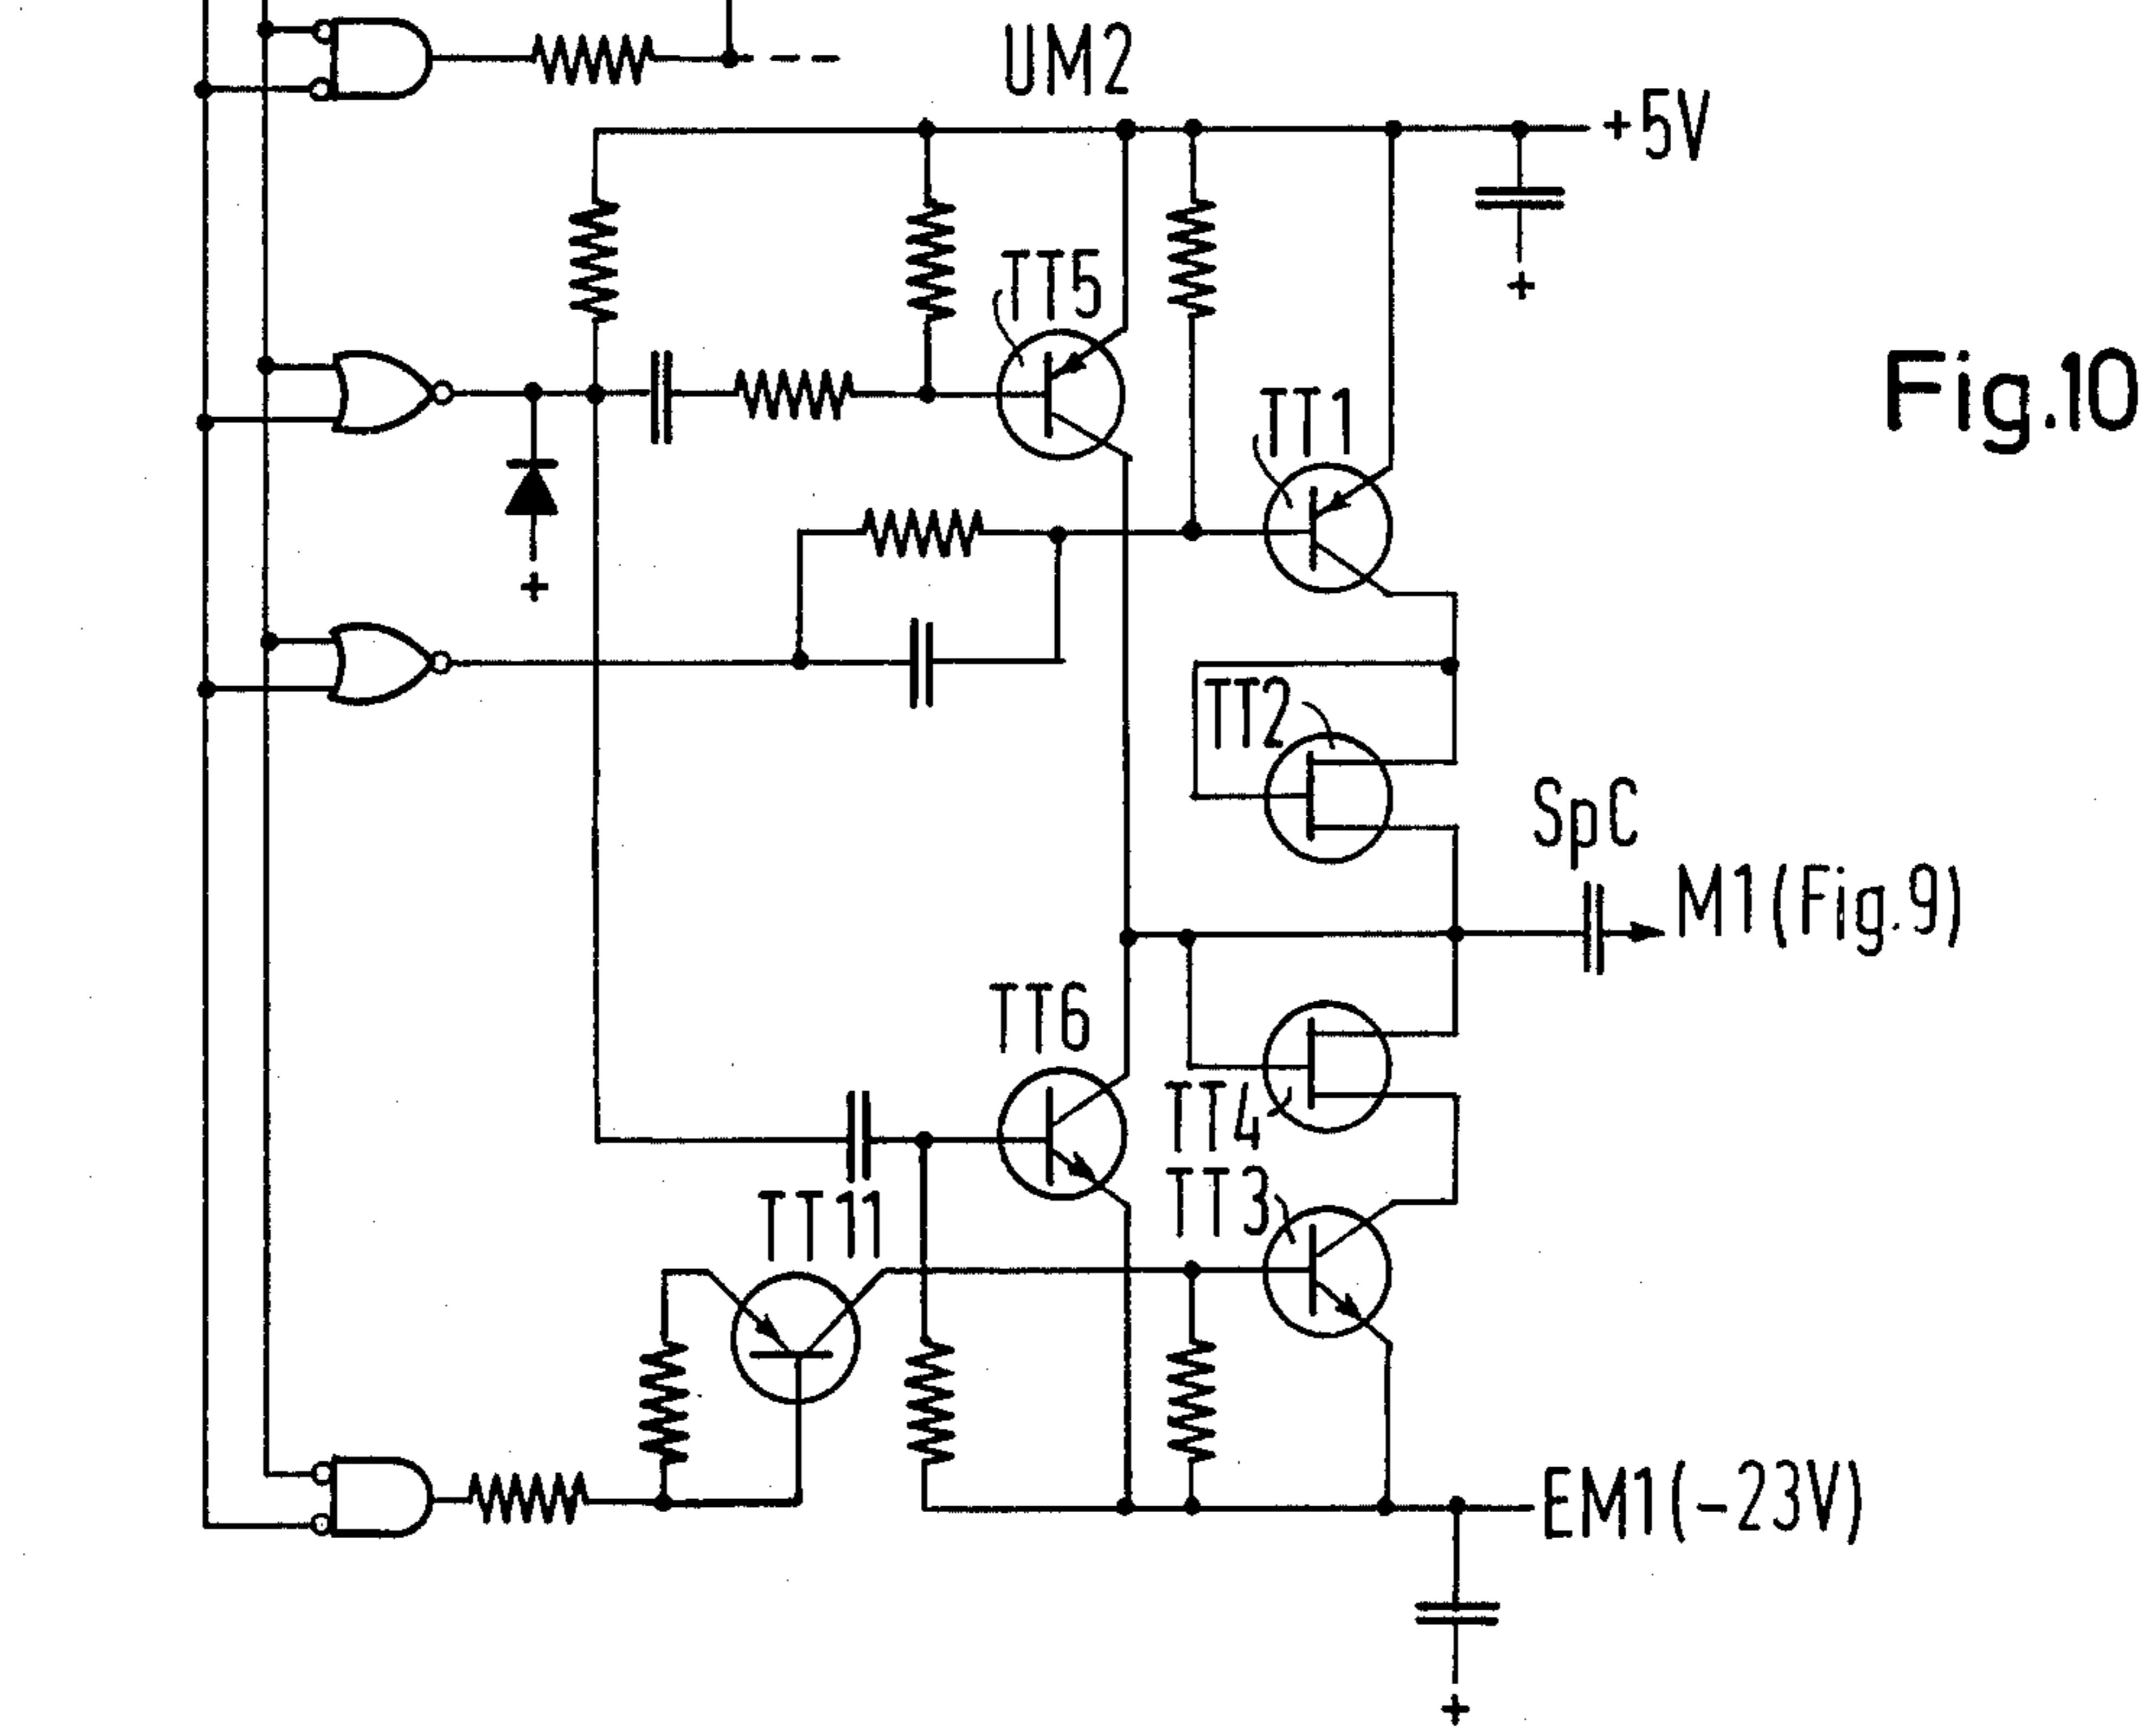 UM2
+5V
TT5
+
Fig.10
TT1
+
TT2
SpC
M1(Fig.9)
TT6
TT4
TT3
TT11
EM1(-23V)
+